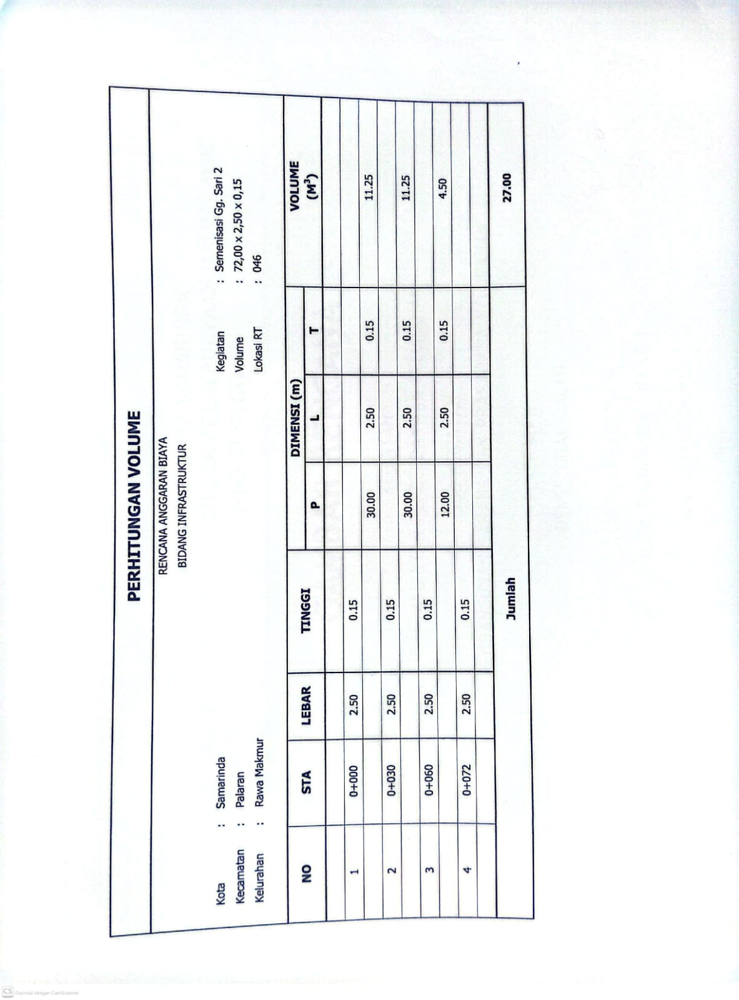 PERHITUNGAN VOLUME
RENCANA ANGGARAN BIAYA
BIDANG INFRASTRUKTUR
Kota : Samarinda Kegiatan : Semenisasi Gg. Sari 2
Kecamatan : Palaran Volume : 72,00 x 2,50 x 0,15
Kelurahan : Rawa Makmur Lokasi RT : 046
NO STA LEBAR TINGGI DIMENSI (m) VOLUME (M³)
P L T
1 0+000 2.50 0.15
30.00 2.50 0.15 11.25
2 0+030 2.50 0.15
30.00 2.50 0.15 11.25
3 0+060 2.50 0.15
12.00 2.50 0.15 4.50
4 0+072 2.50 0.15
Jumlah 27.00
CS Dipindai dengan CamScanner